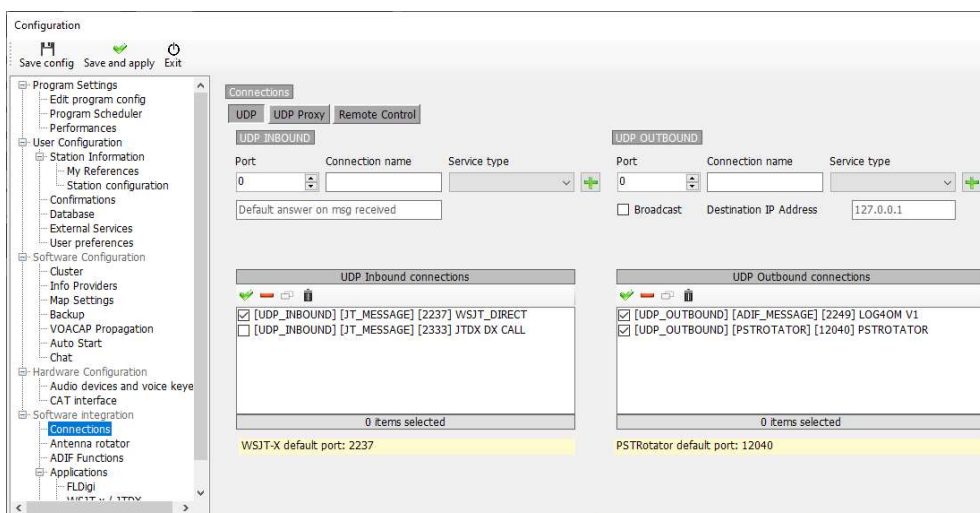 Configuration
Save config Save and apply Exit
Program Settings
Edit program config
Program Scheduler
Performances
User Configuration
Station Information
My References
Station configuration
Confirmations
Database
External Services
User preferences
Software Configuration
Cluster
Info Providers
Map Settings
Backup
VOACAP Propagation
Auto Start
Chat
Hardware Configuration
Audio devices and voice keye
CAT interface
Software integration
Connections
Antenna rotator
ADIF Functions
Applications
FLDigi
WSJT-x / JTDX
Connections
UDP UDP Proxy Remote Control
UDP INBOUND
Port Connection name Service type
0
Default answer on msg received
UDP Inbound connections
[UDP_INBOUND] [JT_MESSAGE] [2237] WSJT_DIRECT
[UDP_INBOUND] [JT_MESSAGE] [2333] JTDX DX CALL
0 items selected
WSJT-X default port: 2237
UDP OUTBOUND
Port Connection name Service type
0
Broadcast Destination IP Address 127.0.0.1
UDP Outbound connections
[UDP_OUTBOUND] [ADIF_MESSAGE] [2249] LOG4OM V1
[UDP_OUTBOUND] [PSTROTATOR] [12040] PSTROTATOR
0 items selected
PSTRotator default port: 12040